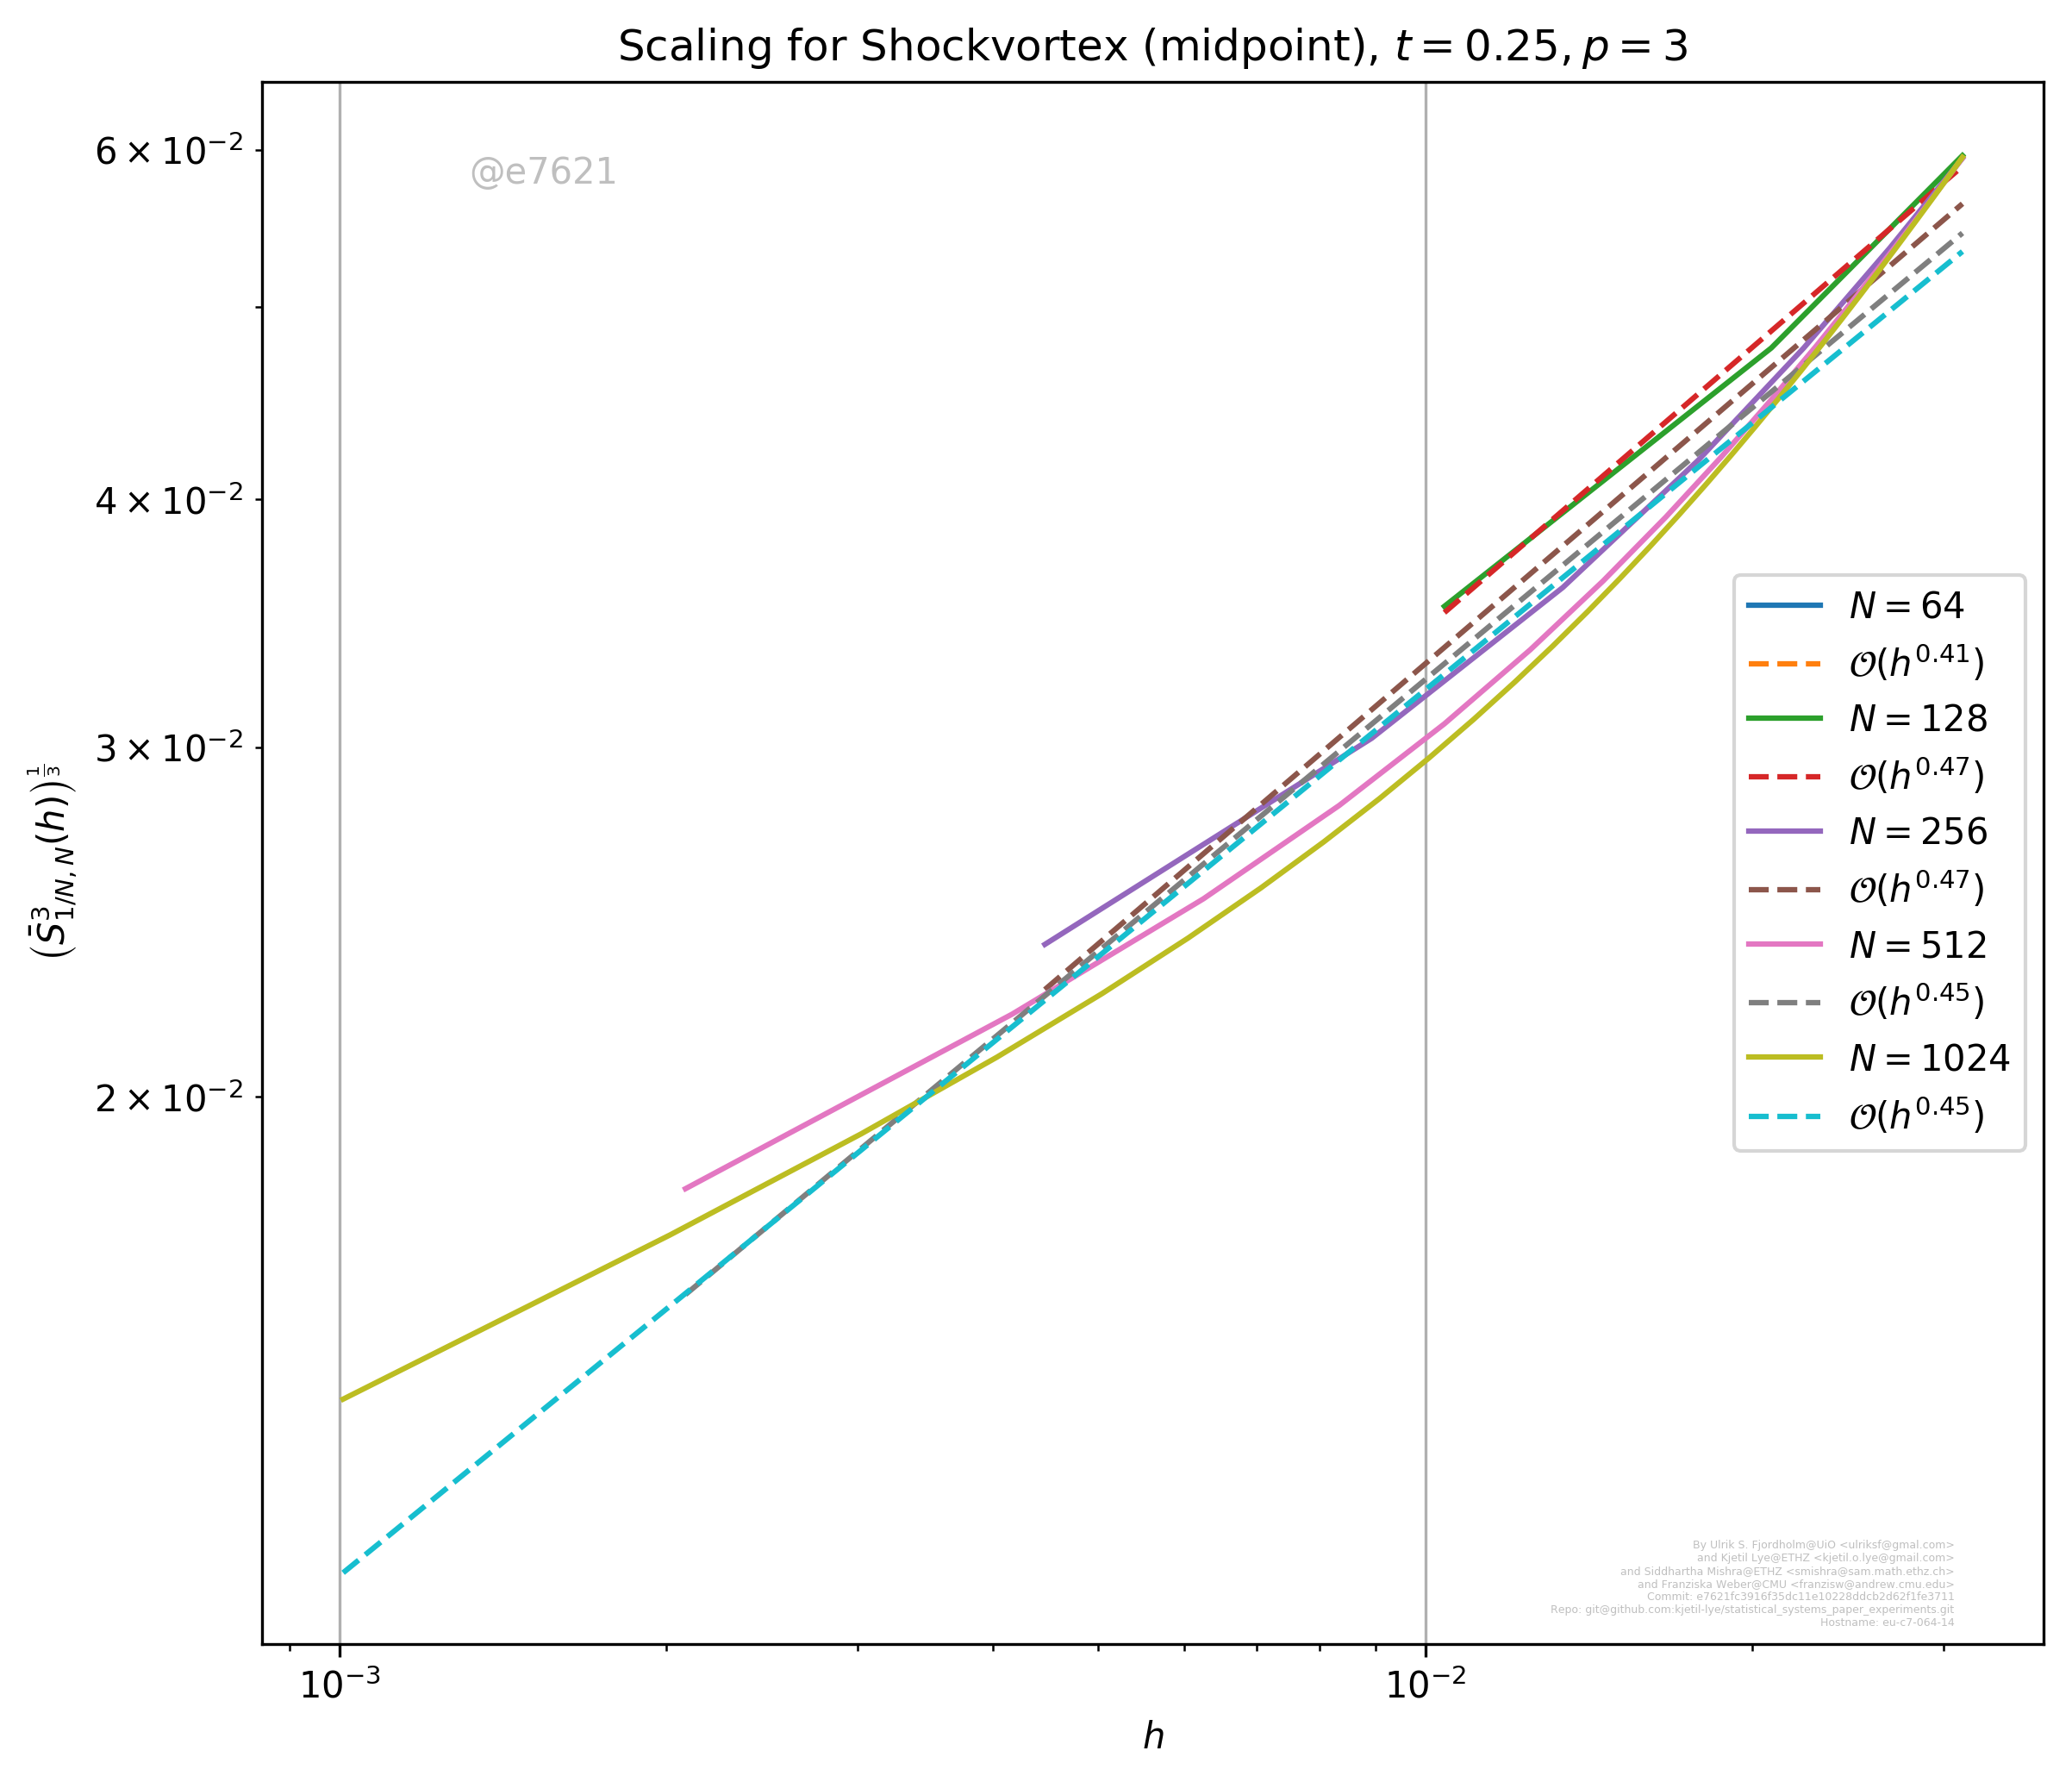 Scaling for Shockvortex (midpoint), t = 0.25, p = 3
@e7621
6 × 10⁻²
4 × 10⁻²
3 × 10⁻²
2 × 10⁻²
(S̄³₁/N, N(h))^(1/3)
N = 64
𝒪(h^0.41)
N = 128
𝒪(h^0.47)
N = 256
𝒪(h^0.47)
N = 512
𝒪(h^0.45)
N = 1024
𝒪(h^0.45)
By Ulrik S. Fjordholm@UiO <ulriksf@gmal.com>
and Kjetil Lye@ETHZ <kjetil.o.lye@gmail.com>
and Siddhartha Mishra@ETHZ <smishra@sam.math.ethz.ch>
and Franziska Weber@CMU <franzisw@andrew.cmu.edu>
Commit: e7621fc3916f35dc11e10228ddcb2d62f1fe3711
Repo: git@github.com:kjetil-lye/statistical_systems_paper_experiments.git
Hostname: eu-c7-064-14
10⁻³
10⁻²
h